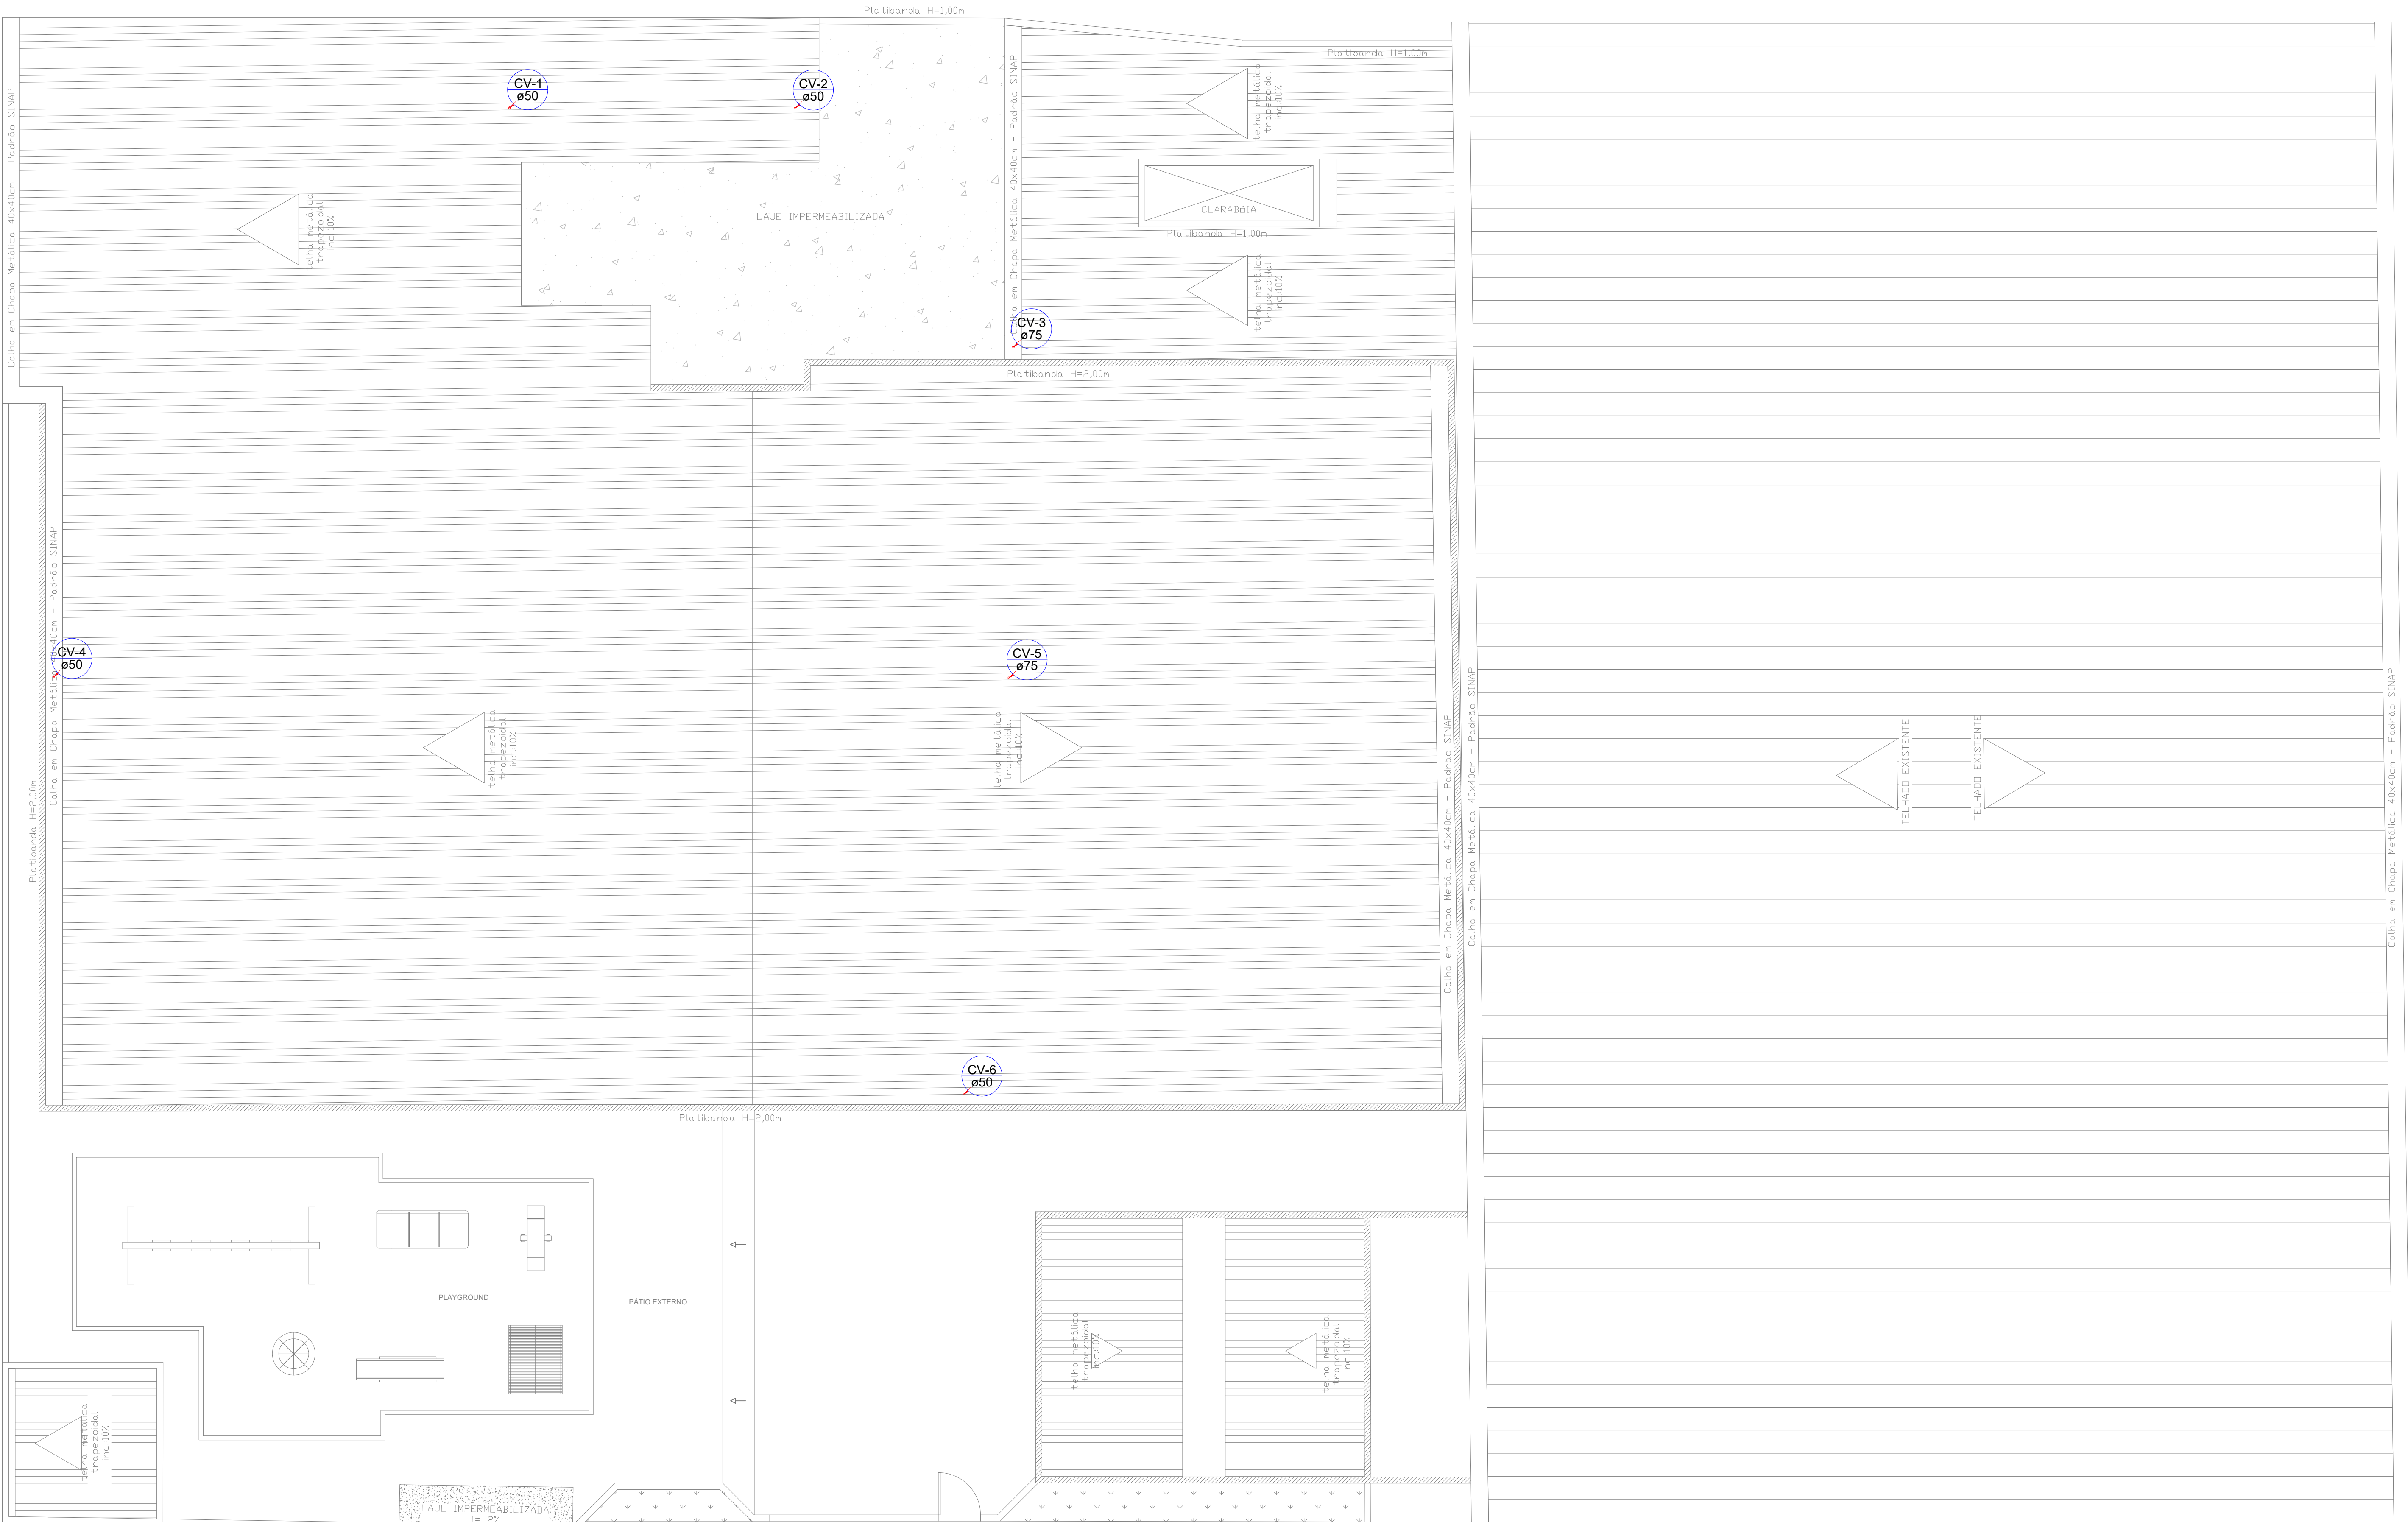 Platibanda H=1,00m
Platibanda H=1,00m
Calha em Chapa Metálica 40x40cm - Padrão SINAP
CV-1
ø50
CV-2
ø50
Calha em Chapa Metálica 40x40cm - Padrão SINAP
telha metálica
trapezoidal
inc.:10%
telha metálica
trapezoidal
inc.:10%
LAJE IMPERMEABILIZADA
CLARABÓIA
Platibanda H=1,00m
telha metálica
trapezoidal
inc.:10%
CV-3
ø75
Platibanda H=2,00m
Calha em Chapa Metálica 40x40cm - Padrão SINAP
CV-4
ø50
CV-5
ø75
Platibanda H=2,00m
telha metálica
trapezoidal
inc.:10%
telha metálica
trapezoidal
inc.:10%
Calha em Chapa Metálica 40x40cm - Padrão SINAP
Calha em Chapa Metálica 40x40cm - Padrão SINAP
TELHADO EXISTENTE
TELHADO EXISTENTE
Calha em Chapa Metálica 40x40cm - Padrão SINAP
CV-6
ø50
Platibanda H=2,00m
PLAYGROUND
PÁTIO EXTERNO
telha metálica
trapezoidal
inc.:10%
telha metálica
trapezoidal
inc.:10%
telha metálica
trapezoidal
inc.:10%
LAJE IMPERMEABILIZADA
I= 2%